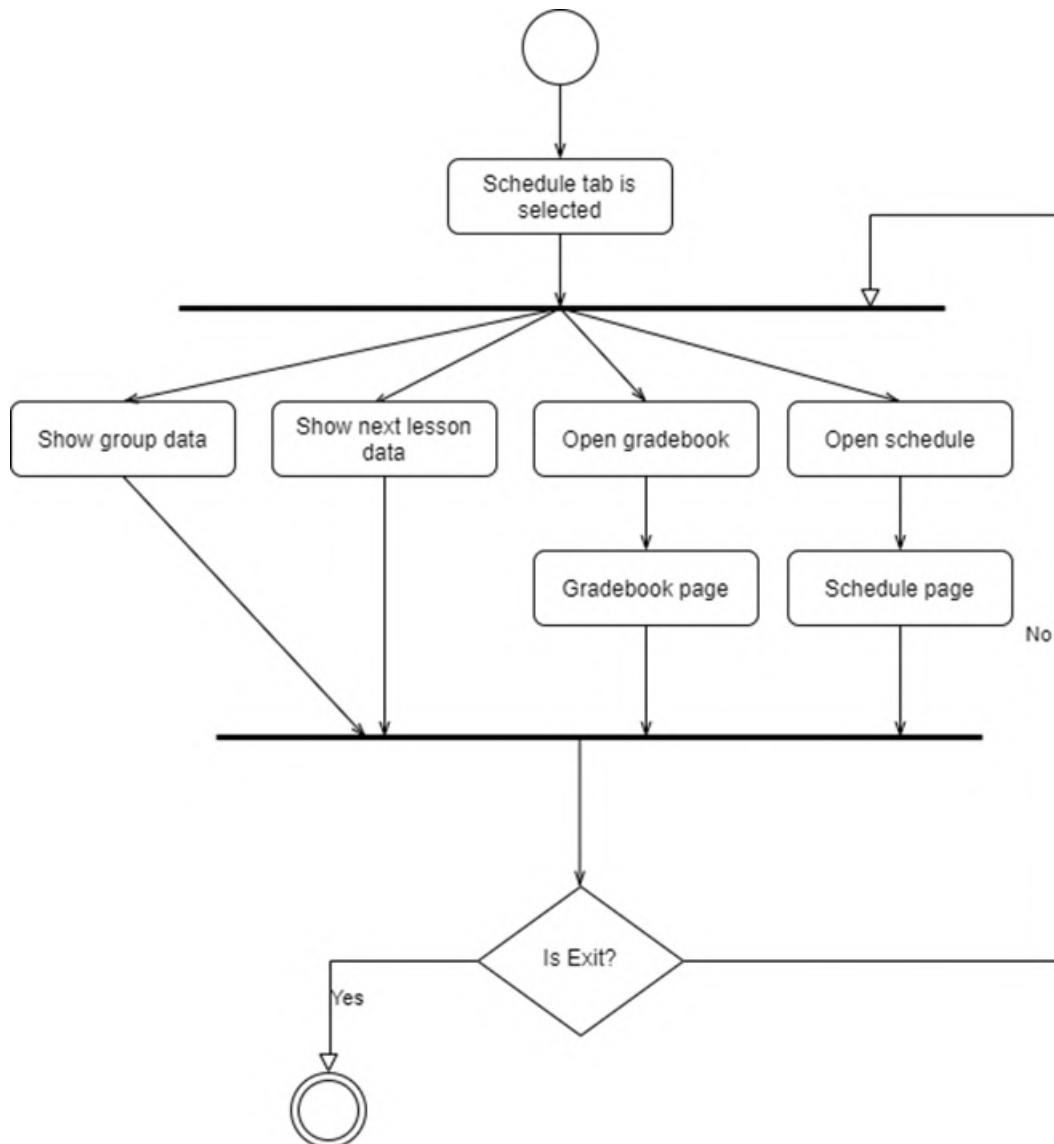 Schedule tab is
selected
Show group data
Show next lesson
data
Open gradebook
Open schedule
Gradebook page
Schedule page
No
Is Exit?
Yes